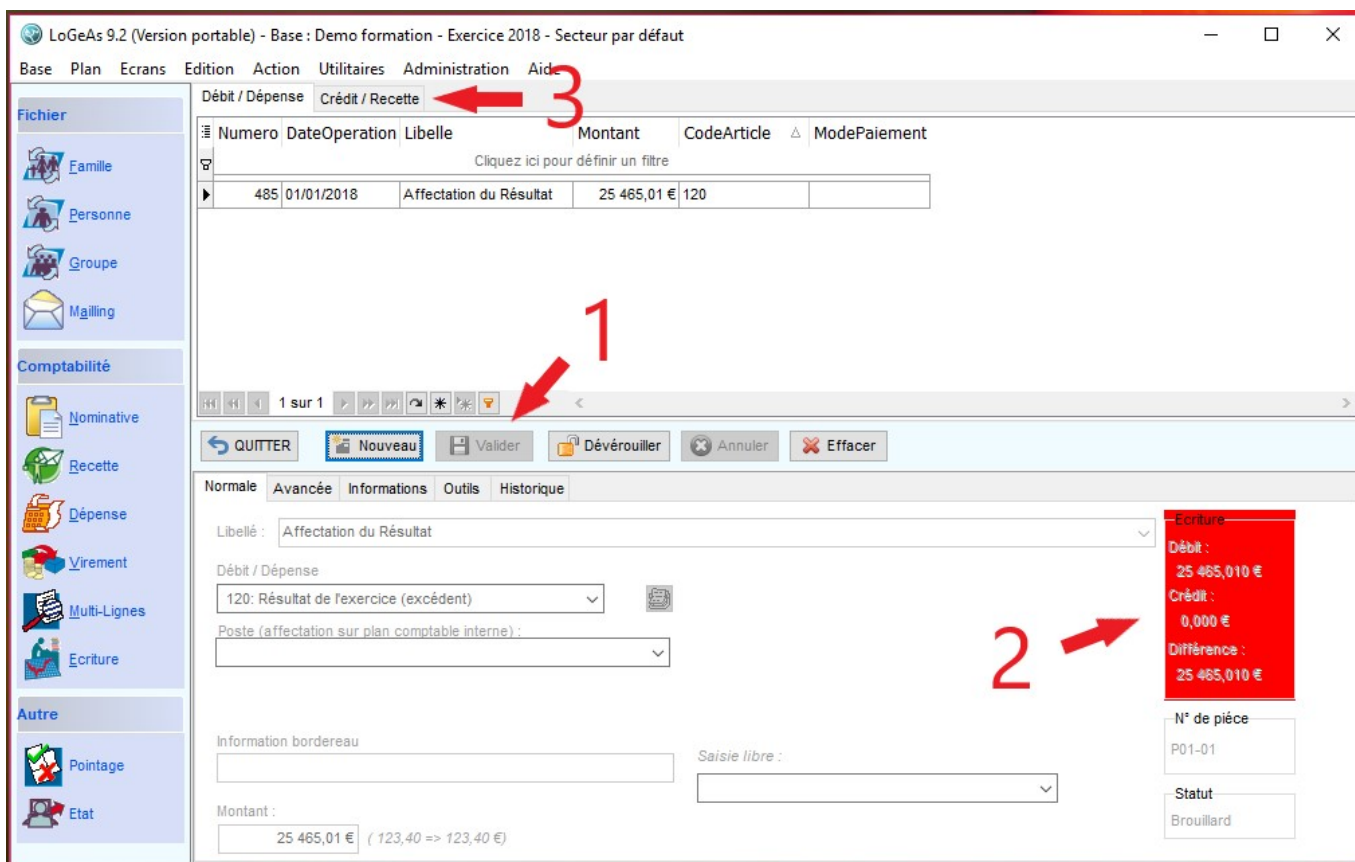 LoGeAs 9.2 (Version portable) - Base : Demo formation - Exercice 2018 - Secteur par défaut
Base Plan Ecrans Edition Action Utilitaires Administration Aide
Fichier
Famille
Personne
Groupe
Mailling
Comptabilité
Nominative
Recette
Dépense
Virement
Multi-Lignes
Ecriture
Autre
Pointage
Etat
Débit / Dépense Crédit / Recette
3
Numero DateOperation Libelle Montant CodeArticle ModePaiement
Cliquez ici pour définir un filtre
485 01/01/2018 Affectation du Résultat 25 465,01 € 120
1
1 sur 1
QUITTER Nouveau Valider Dévérouiller Annuler Effacer
Normale Avancée Informations Outils Historique
Libellé : Affectation du Résultat
Débit / Dépense
120: Résultat de l'exercice (excédent)
Poste (affectation sur plan comptable interne) :
Information bordereau
Saisie libre :
Montant :
25 465,01 € ( 123,40 => 123,40 €)
2
Ecriture
Débit :
25 465,010 €
Crédit :
0,000 €
Différence :
25 465,010 €
N° de piéce
P01-01
Statut
Brouillard